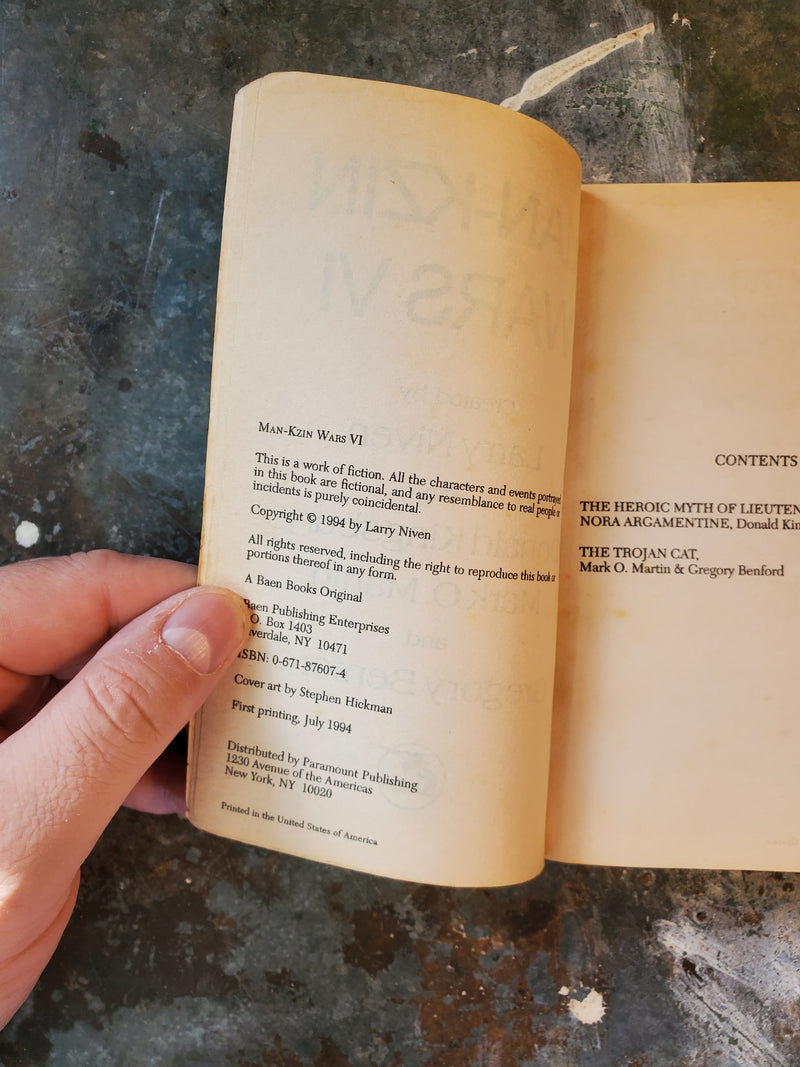 MAN-KZIN WARS VI
This is a work of fiction. All the characters and events portrayed
in this book are fictional, and any resemblance to real people or
incidents is purely coincidental.
Copyright © 1994 by Larry Niven
All rights reserved, including the right to reproduce this book or
portions thereof in any form.
A Baen Books Original
Baen Publishing Enterprises
O. Box 1403
verdale, NY 10471
ISBN: 0-671-87607-4
Cover art by Stephen Hickman
First printing, July 1994
Distributed by Paramount Publishing
1230 Avenue of the Americas
New York, NY 10020
Printed in the United States of America
CONTENTS
THE HEROIC MYTH OF LIEUTEN
NORA ARGAMENTINE, Donald Kin
THE TROJAN CAT,
Mark O. Martin & Gregory Benford